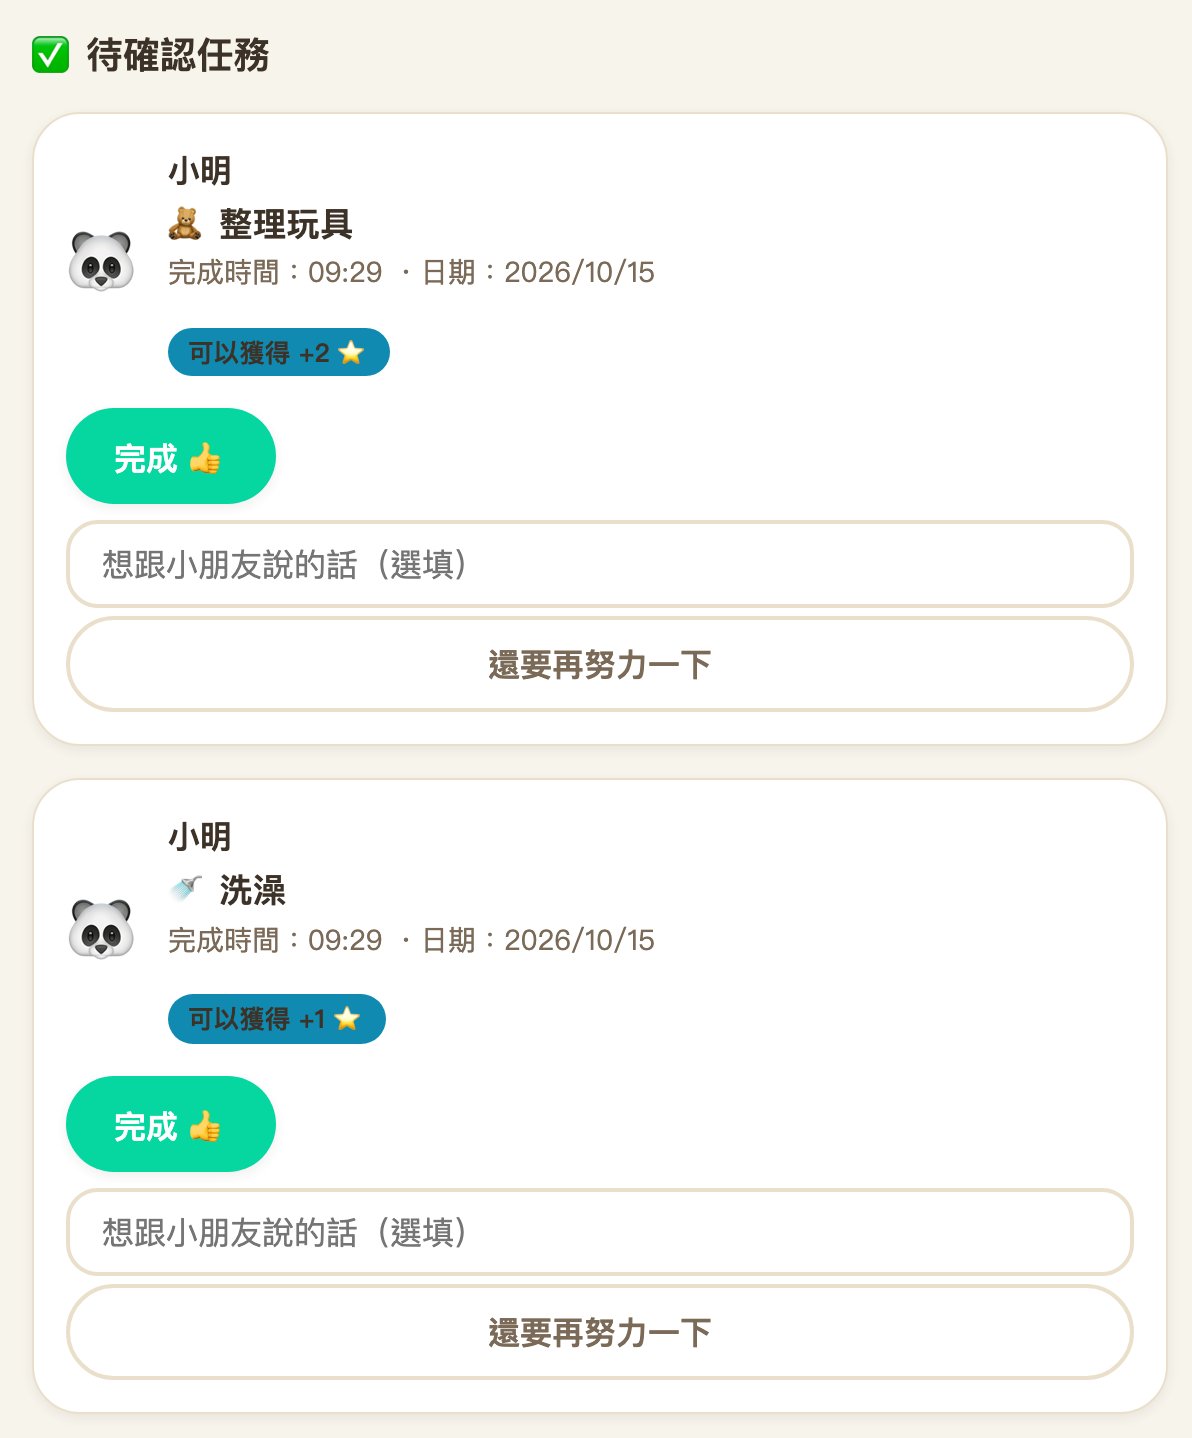 ✅ 待確認任務
小明
🧸 整理玩具
完成時間：09:29 · 日期：2026/10/15
可以獲得 +2 ⭐
完成 👍
想跟小朋友說的話（選填）
還要再努力一下
小明
🚿 洗澡
完成時間：09:29 · 日期：2026/10/15
可以獲得 +1 ⭐
完成 👍
想跟小朋友說的話（選填）
還要再努力一下